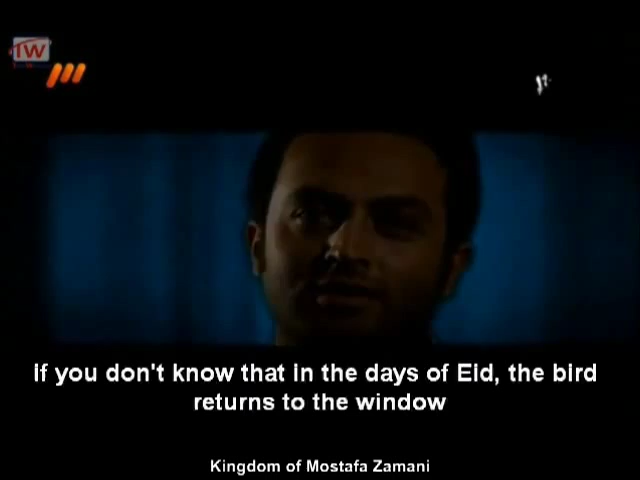 IW
if you don't know that in the days of Eid, the bird
returns to the window
Kingdom of Mostafa Zamani